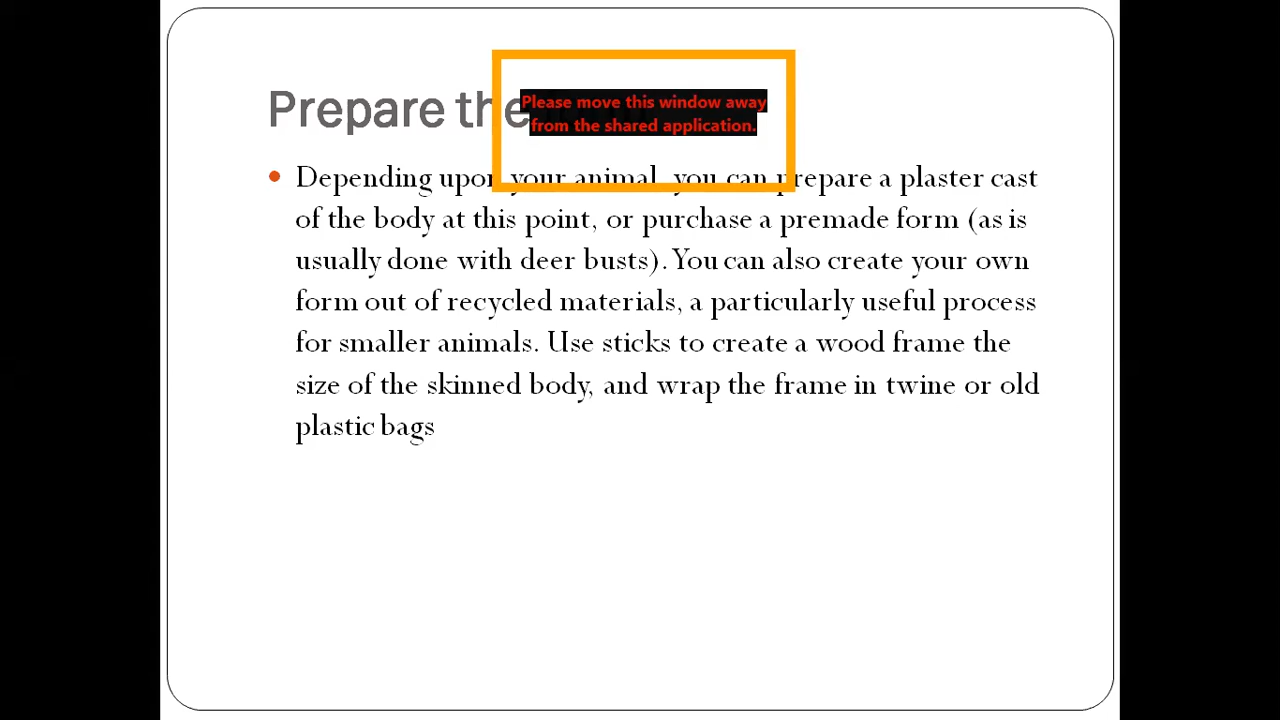 Prepare the
Please move this window away
from the shared application.
Depending upon your animal, you can prepare a plaster cast
of the body at this point, or purchase a premade form (as is
usually done with deer busts). You can also create your own
form out of recycled materials, a particularly useful process
for smaller animals. Use sticks to create a wood frame the
size of the skinned body, and wrap the frame in twine or old
plastic bags